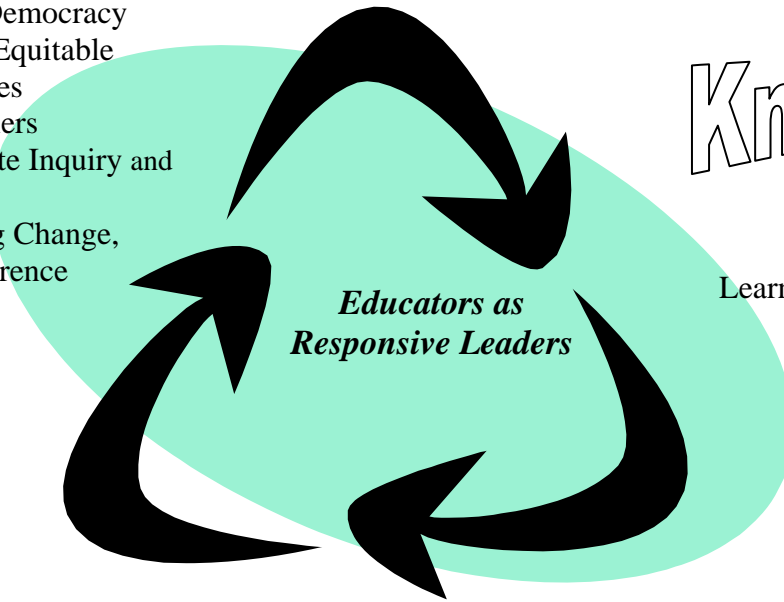 Democracy
Equitable
es
ers
te Inquiry and
g Change,
rence
Kn
Learn
Educators as
Responsive Leaders